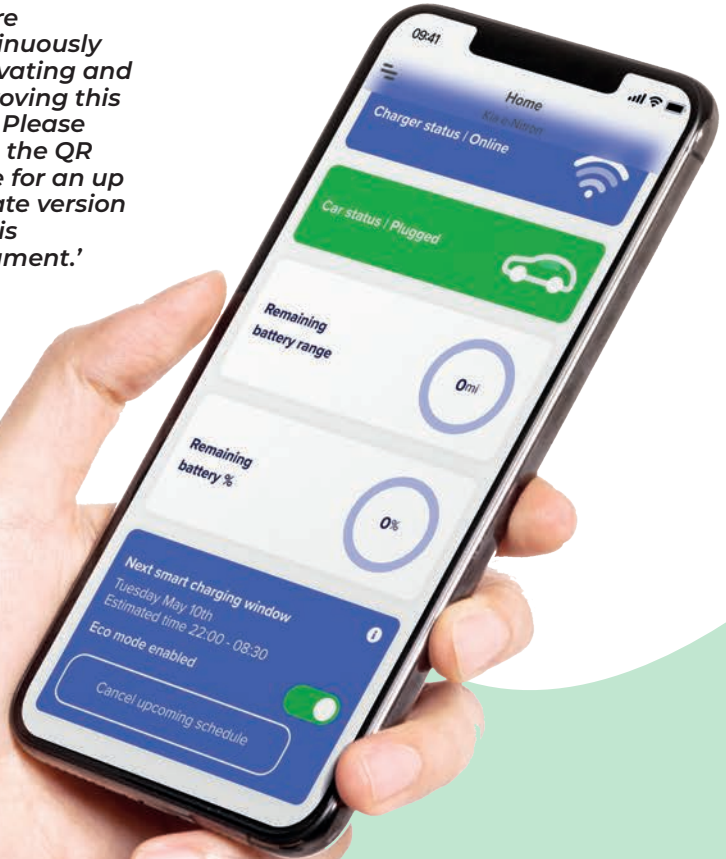 re
inuously
vating and
oving this
Please
the QR
e for an up
ate version
is
ument.’
09:41
Home
Kia e-Nitron
Charger status | Online
Car status | Plugged
Remaining
battery range
0mi
Remaining
battery %
0%
Next smart charging window
Tuesday May 10th
Estimated time 22:00 - 08:30
Eco mode enabled
Cancel upcoming schedule